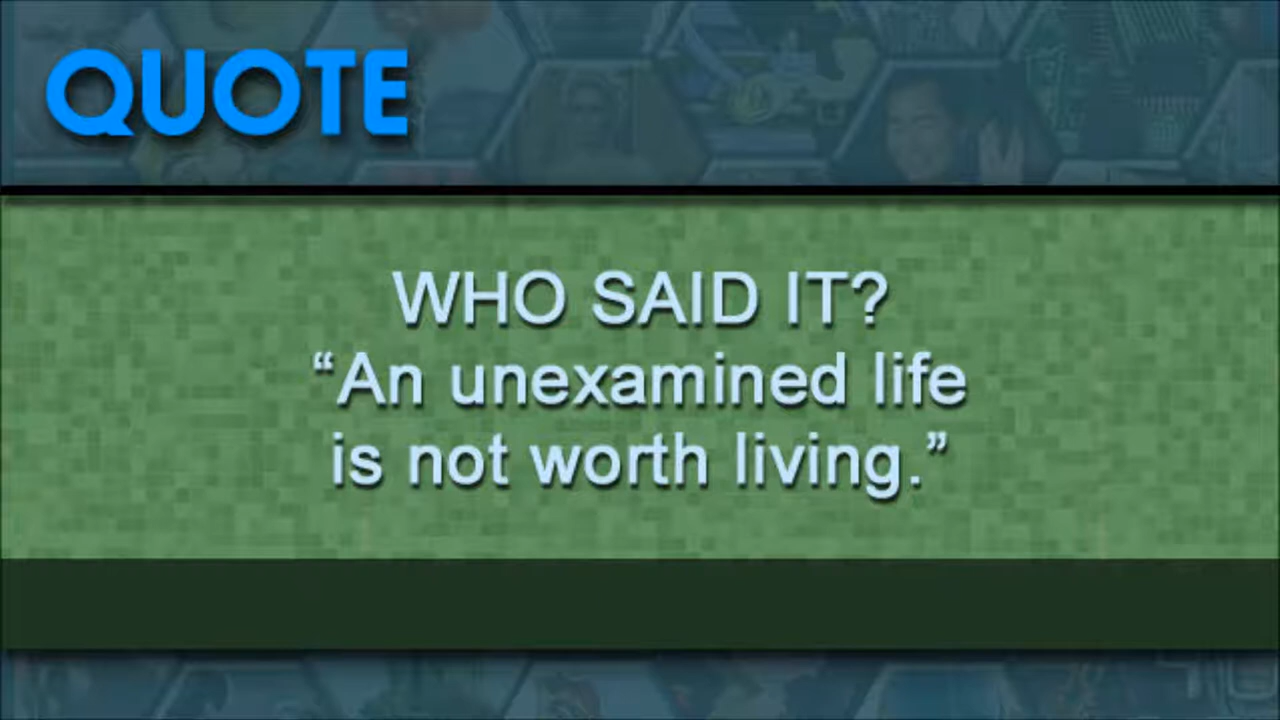 QUOTE
WHO SAID IT?
“An unexamined life
is not worth living.”